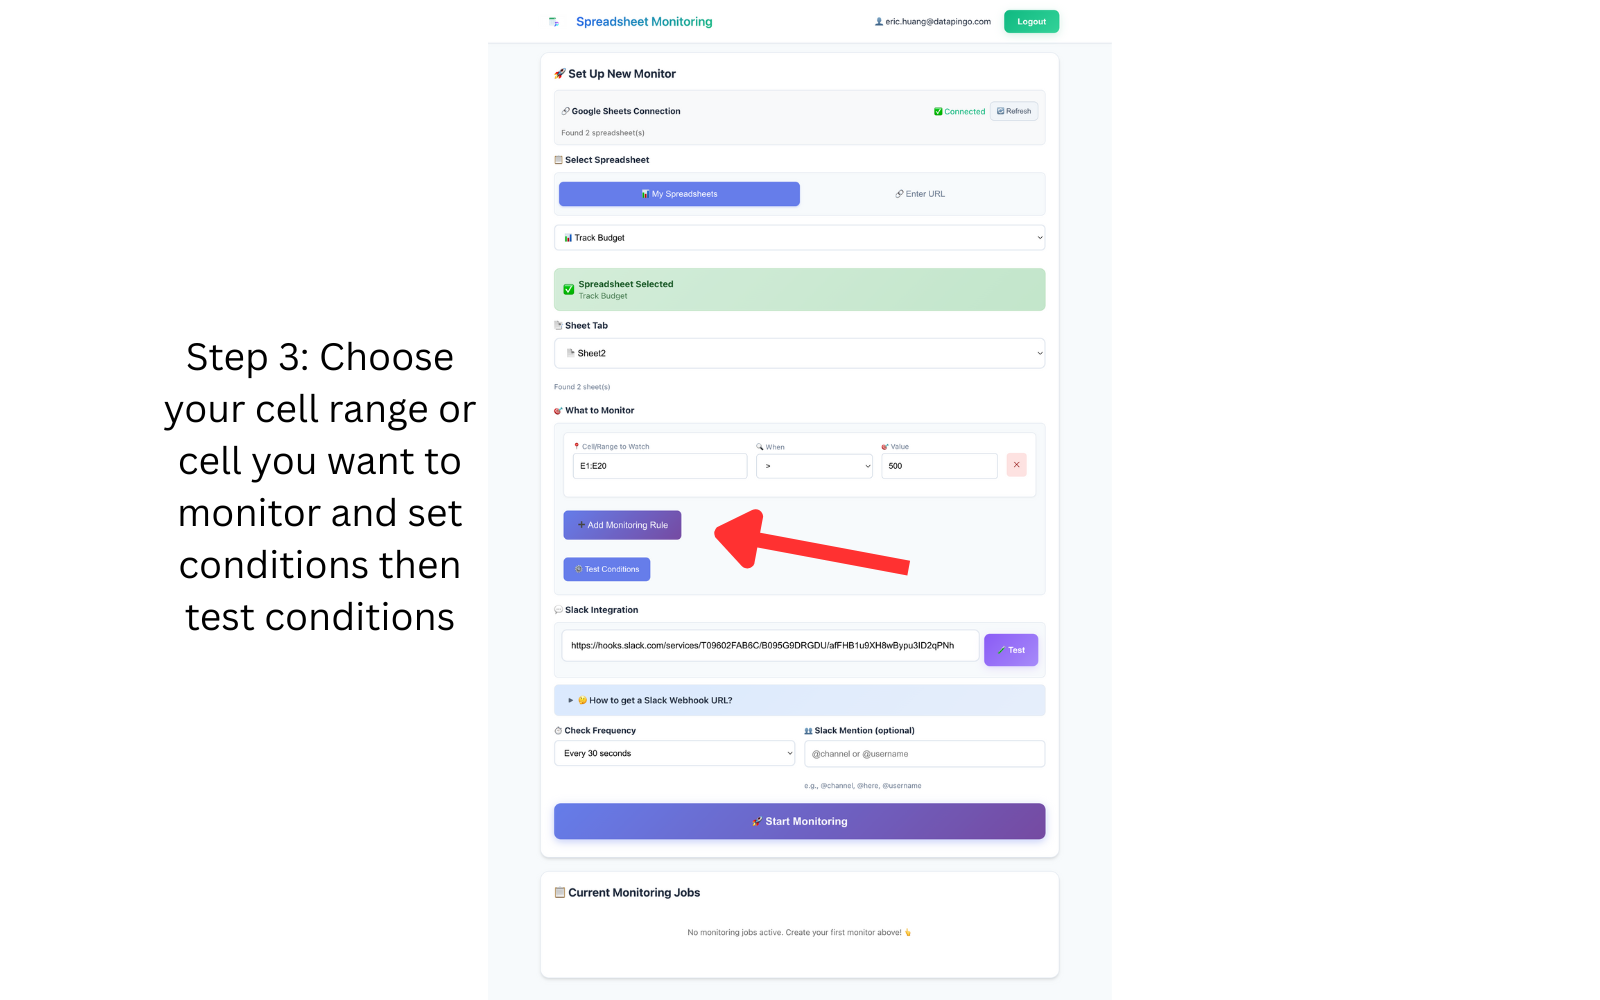 Spreadsheet Monitoring
eric.huang@datapingo.com
Logout
Set Up New Monitor
Google Sheets Connection
Connected
Refresh
Found 2 spreadsheet(s)
Select Spreadsheet
My Spreadsheets
Enter URL
Track Budget
Spreadsheet Selected
Track Budget
Sheet Tab
Sheet2
Found 2 sheet(s)
What to Monitor
Cell/Range to Watch
When
Value
E1:E20
>
500
Add Monitoring Rule
Test Conditions
Slack Integration
https://hooks.slack.com/services/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
Test
How to get a Slack Webhook URL?
Check Frequency
Slack Mention (optional)
Every 30 seconds
@channel or @username
e.g., @channel, @here, @username
Start Monitoring
Current Monitoring Jobs
No monitoring jobs active. Create your first monitor above!
Step 3: Choose
your cell range or
cell you want to
monitor and set
conditions then
test conditions